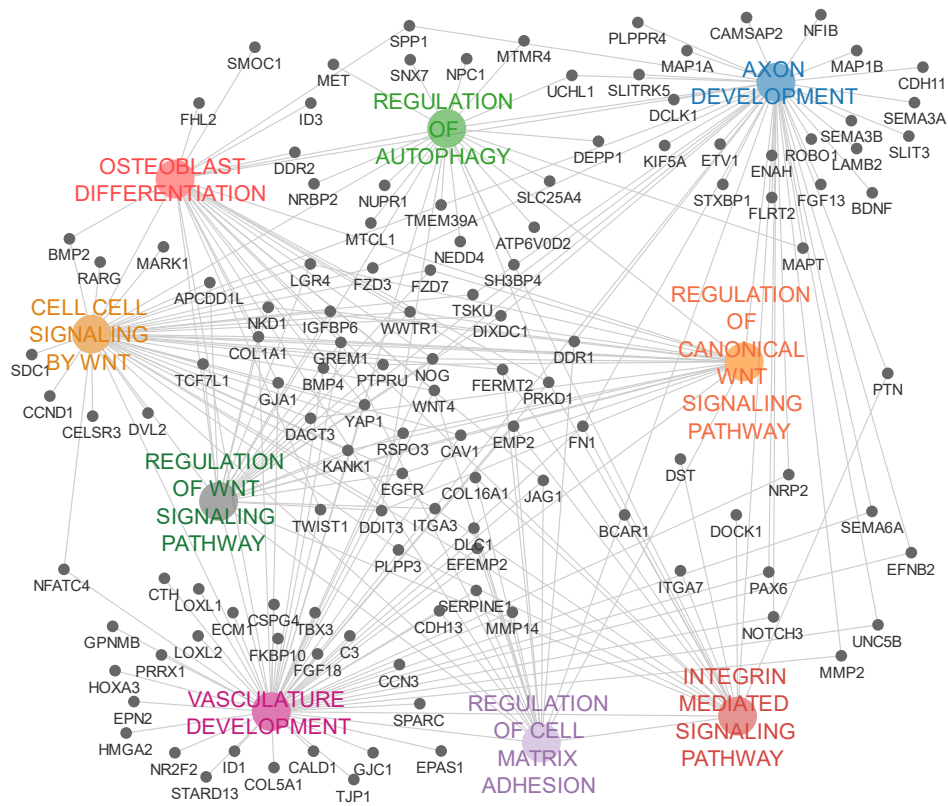 CAMSAP2
NFIB
PLPPR4
SPP1
MTMR4
SMOC1
MET
SNX7
NPC1
MAP1A
MAP1B
AXON
DEVELOPMENT
CDH11
UCHL1
SLITRK5
REGULATION
OF
AUTOPHAGY
FHL2
ID3
DCLK1
SEMA3A
SEMA3B
DEPP1
KIF5A
ETV1
ROBO1
LAMB2
SLIT3
OSTEOBLAST
DIFFERENTIATION
DDR2
ENAH
NRBP2
NUPR1
SLC25A4
STXBP1
FGF13
BDNF
FLRT2
TMEM39A
MTCL1
ATP6V0D2
BMP2
MARK1
NEDD4
MAPT
RARG
LGR4
FZD3
FZD7
SH3BP4
APCDD1L
TSKU
CELL CELL
SIGNALING
BY WNT
REGULATION
OF
CANONICAL
WNT
SIGNALING
PATHWAY
NKD1
IGFBP6
WWTR1
DIXDC1
COL1A1
GREM1
DDR1
SDC1
TCF7L1
BMP4
PTPRU
NOG
FERMT2
PTN
GJA1
PRKD1
CCND1
WNT4
CELSR3
DVL2
DACT3
YAP1
EMP2
FN1
RSPO3
CAV1
KANK1
REGULATION
OF WNT
SIGNALING
PATHWAY
DST
EGFR
COL16A1
JAG1
NRP2
TWIST1
DDIT3
ITGA3
BCAR1
DOCK1
SEMA6A
DLC1
PLPP3
EFEMP2
EFNB2
NFATC4
CTH
ITGA7
PAX6
LOXL1
SERPINE1
ECM1
CSPG4
TBX3
CDH13
MMP14
NOTCH3
GPNMB
LOXL2
FKBP10
C3
UNC5B
PRRX1
FGF18
HOXA3
CCN3
MMP2
VASCULATURE
DEVELOPMENT
REGULATION
OF CELL
MATRIX
ADHESION
INTEGRIN
MEDIATED
SIGNALING
PATHWAY
EPN2
SPARC
HMGA2
NR2F2
ID1
CALD1
GJC1
EPAS1
STARD13
COL5A1
TJP1